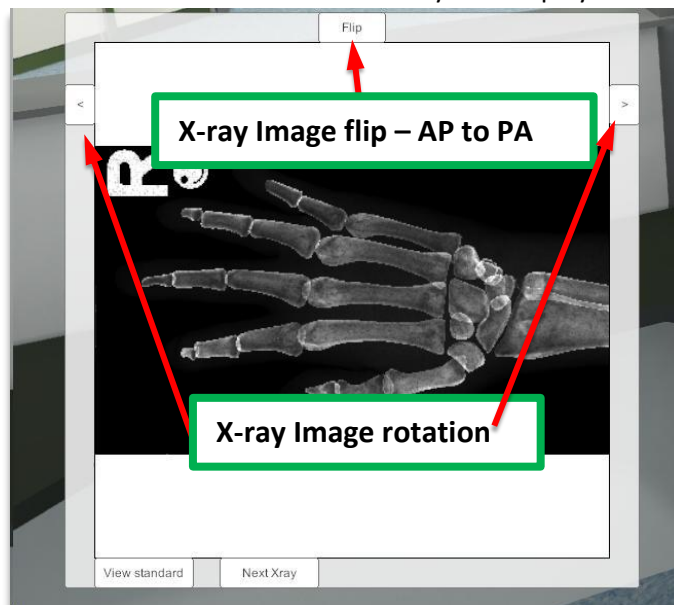 Flip
<
>
X-ray Image flip – AP to PA
R
X-ray Image rotation
View standard
Next Xray